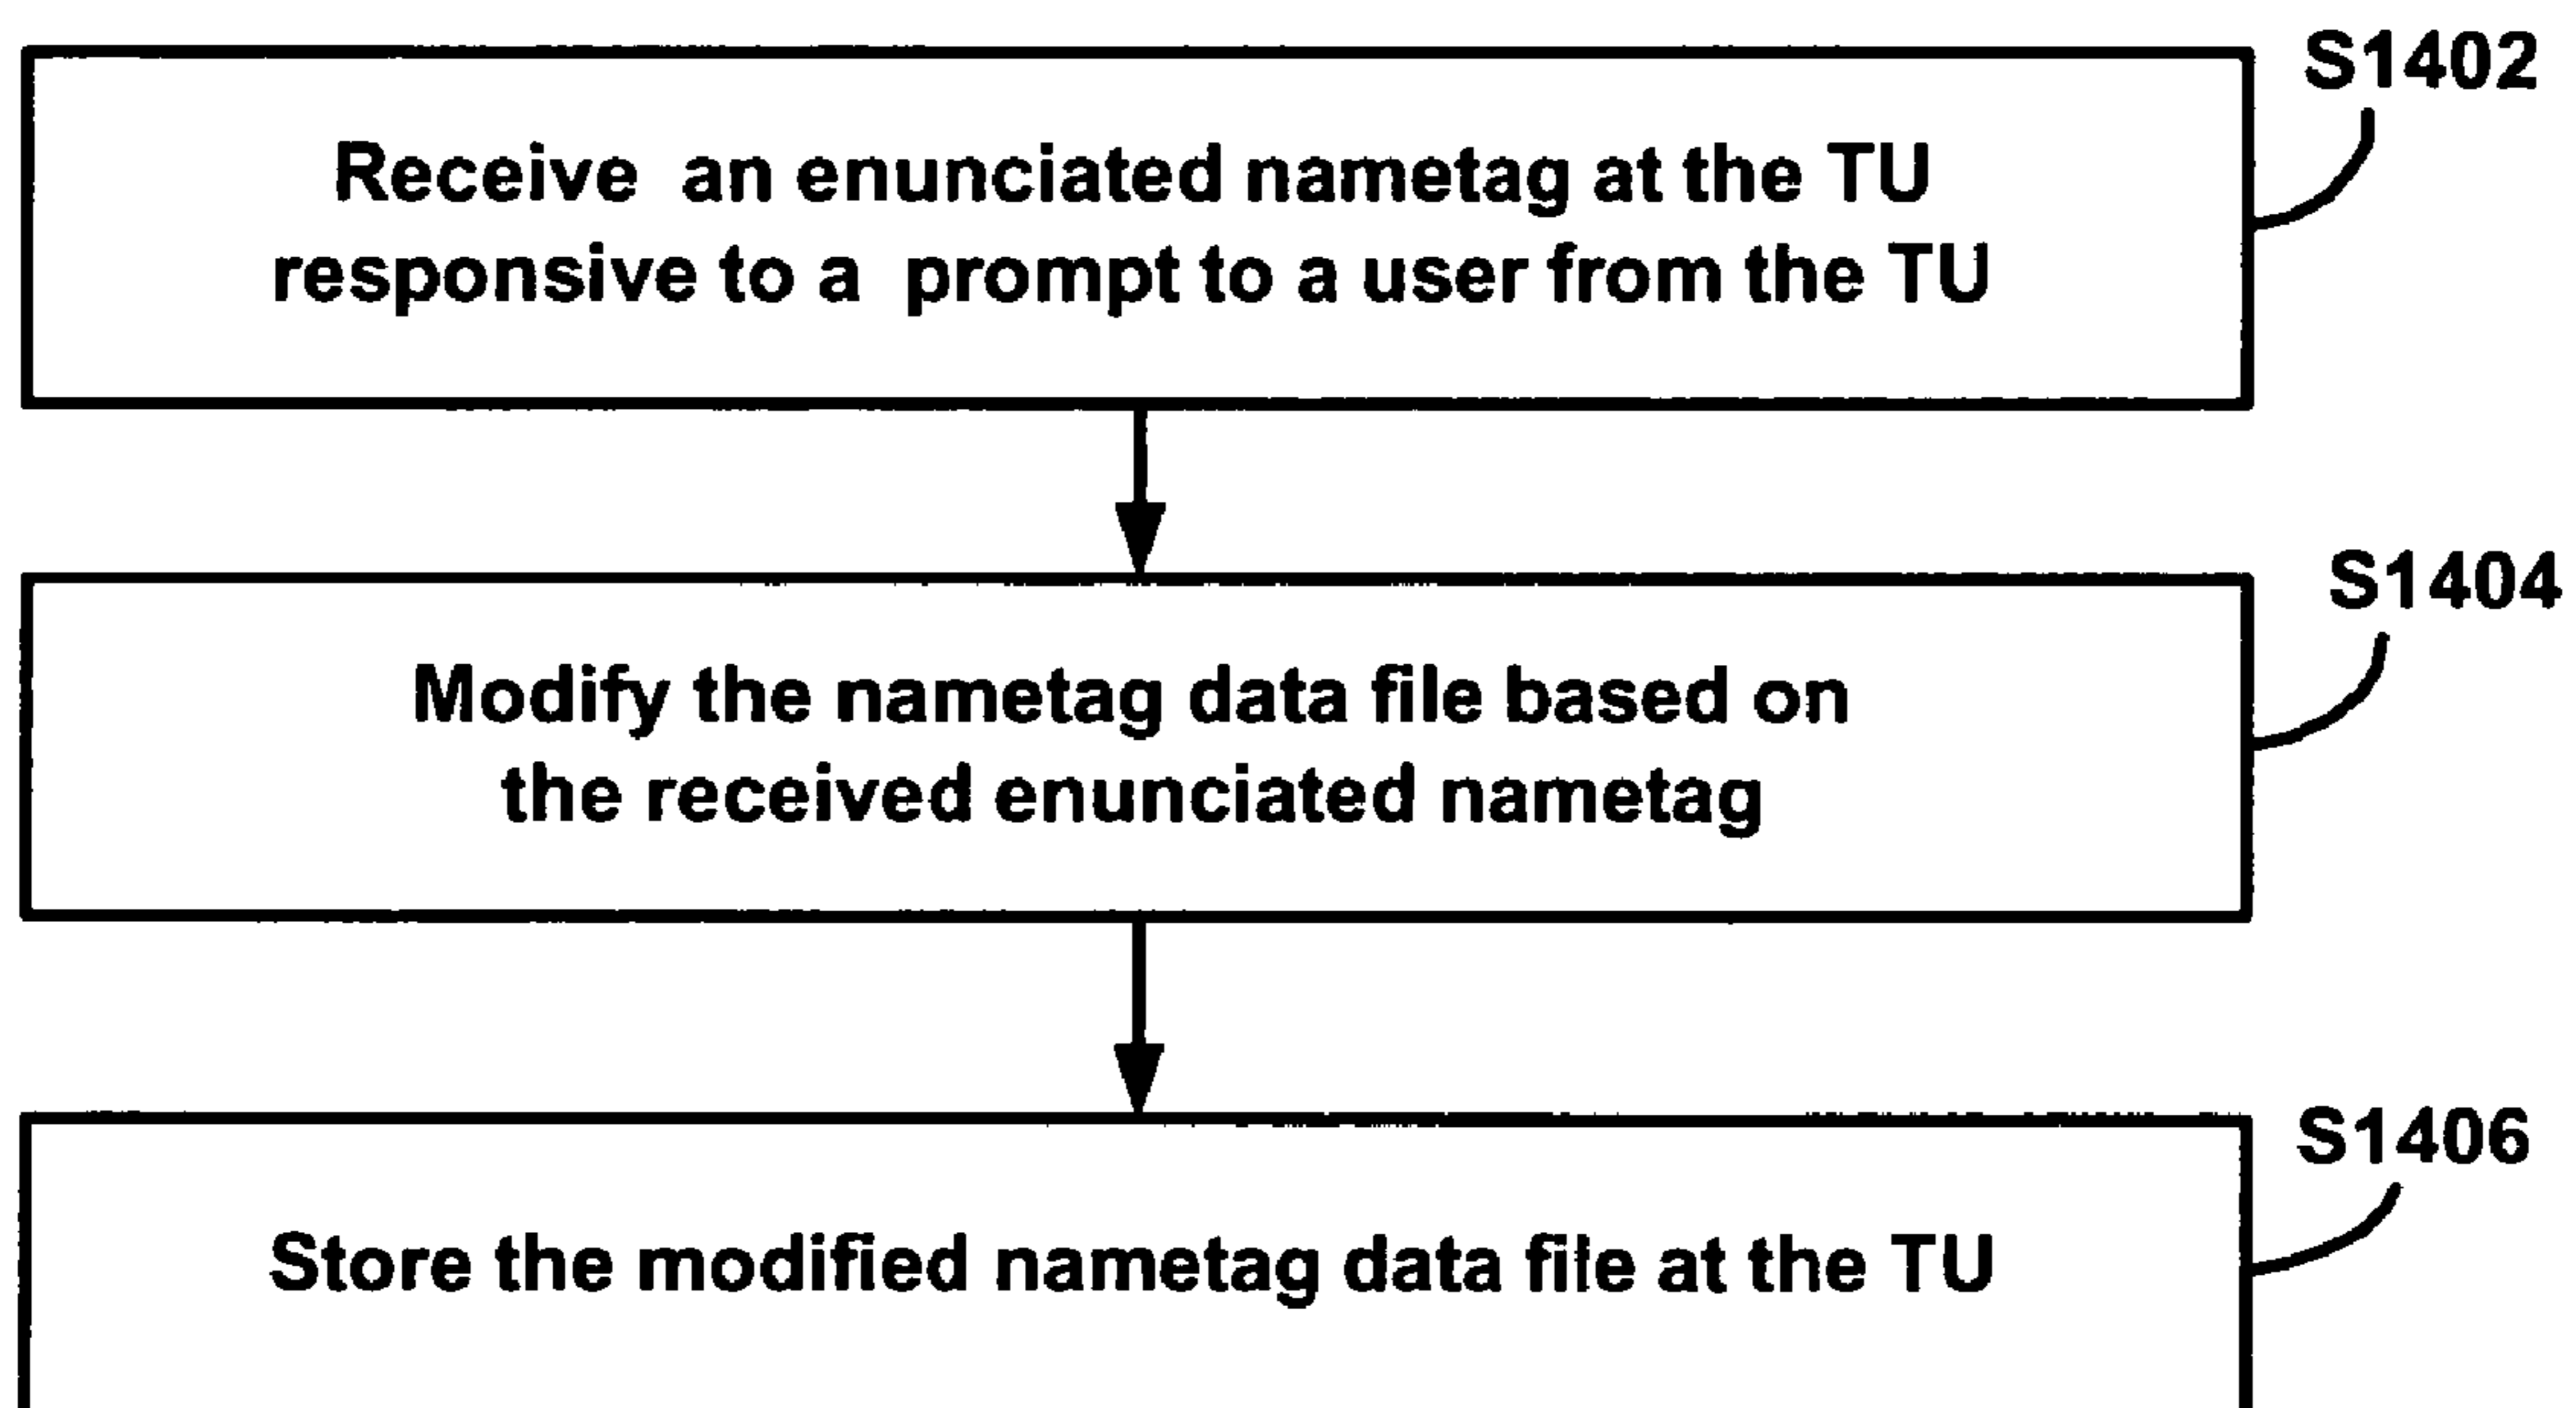 S1402
Receive an enunciated nametag at the TU
responsive to a prompt to a user from the TU
S1404
Modify the nametag data file based on
the received enunciated nametag
S1406
Store the modified nametag data file at the TU